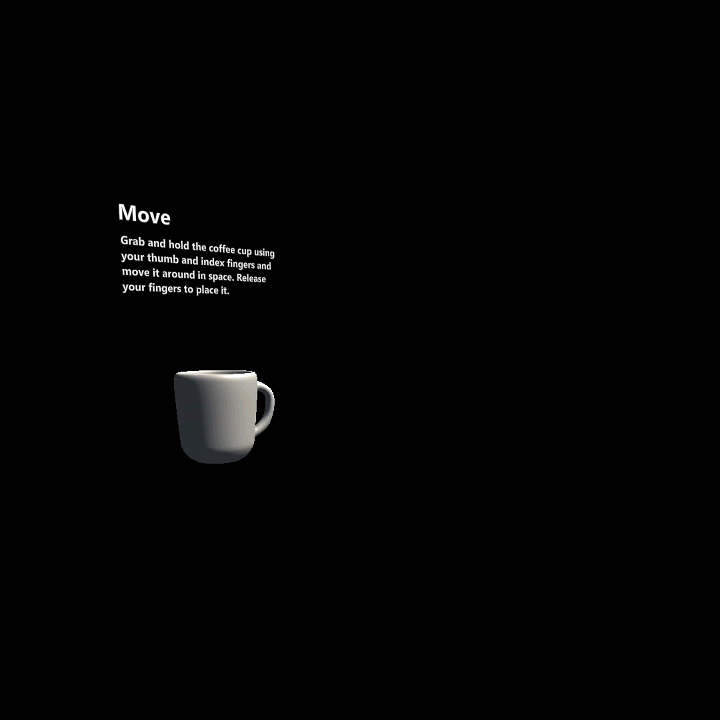 Move
Grab and hold the coffee cup using
your thumb and index fingers and
move it around in space. Release
your fingers to place it.